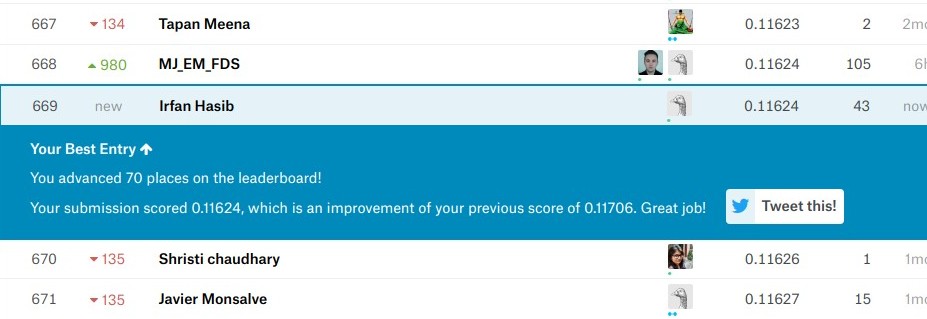 667 ▼ 134 Tapan Meena 0.11623 2 2mo
668 ▲ 980 MJ_EM_FDS 0.11624 105 6h
669 new Irfan Hasib 0.11624 43 now
Your Best Entry ↑
You advanced 70 places on the leaderboard!
Your submission scored 0.11624, which is an improvement of your previous score of 0.11706. Great job!
Tweet this!
670 ▼ 135 Shristi chaudhary 0.11626 1 1mo
671 ▼ 135 Javier Monsalve 0.11627 15 1mo